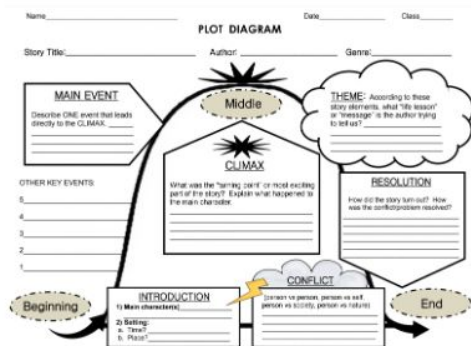 Name Date Class
PLOT DIAGRAM
Story Title: Author: Genre:
MAIN EVENT
Describe ONE event that leads
directly to the CLIMAX.
Middle
THEME: According to these
story elements, what "life lesson"
or "message" is the author trying
to tell us?
CLIMAX
What was the "turning point" or most exciting
part of the story? Explain what happened to
the main character.
OTHER KEY EVENTS:
5
4
3
2
1
RESOLUTION
How did the story turn out? How
was the conflict/problem resolved?
Beginning
INTRODUCTION
1) Main character(s)
2) Setting:
a. Time?
b. Place?
CONFLICT
(person vs person, person vs self,
person vs society, person vs nature)
End